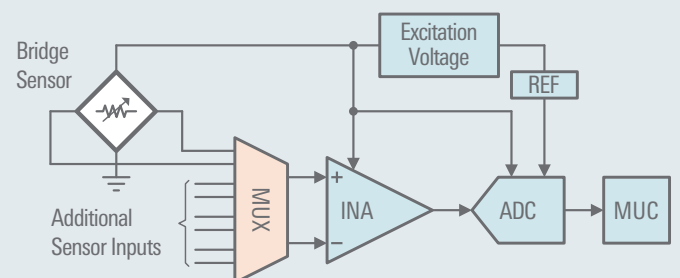 Bridge
Sensor
Excitation
Voltage
REF
MUX
+
−
INA
ADC
MUC
Additional
Sensor Inputs